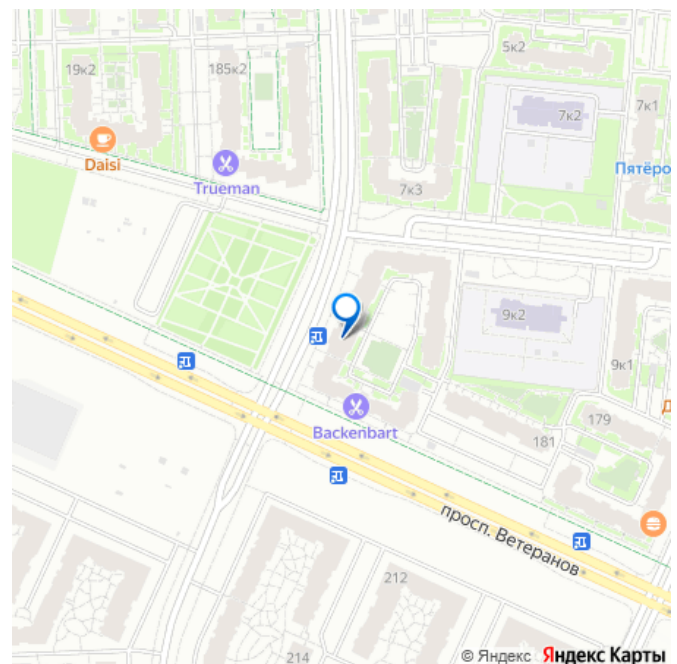 5к2
19к2
185к2
7к1
7к2
Daisi
Trueman
Пятёро
7к3
9к2
9к1
Backenbart
179
181
просп. Ветеранов
212
214
© Яндекс Яндекс Карты